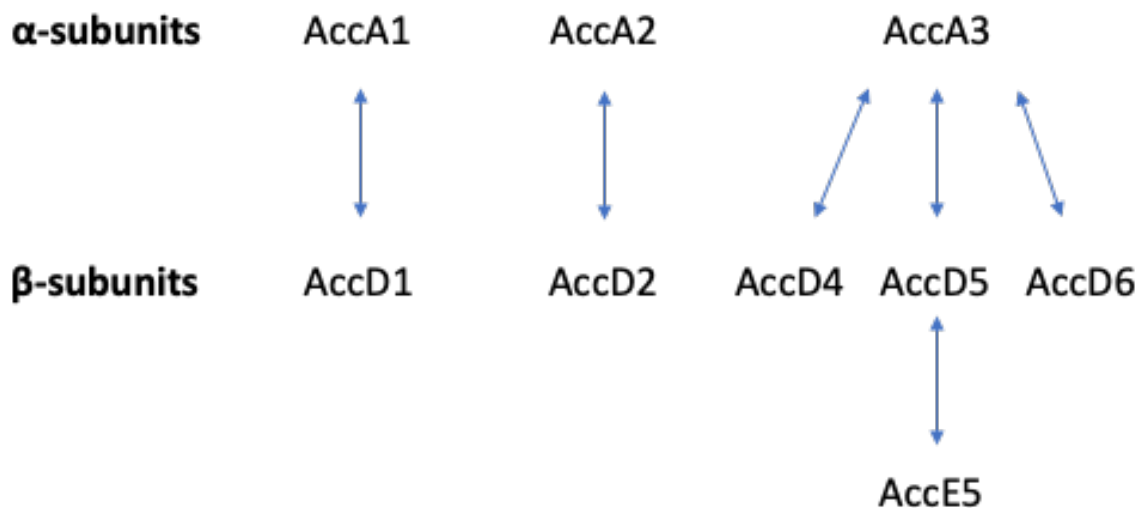 α-subunits AccA1 AccA2 AccA3
β-subunits AccD1 AccD2 AccD4 AccD5 AccD6
AccE5